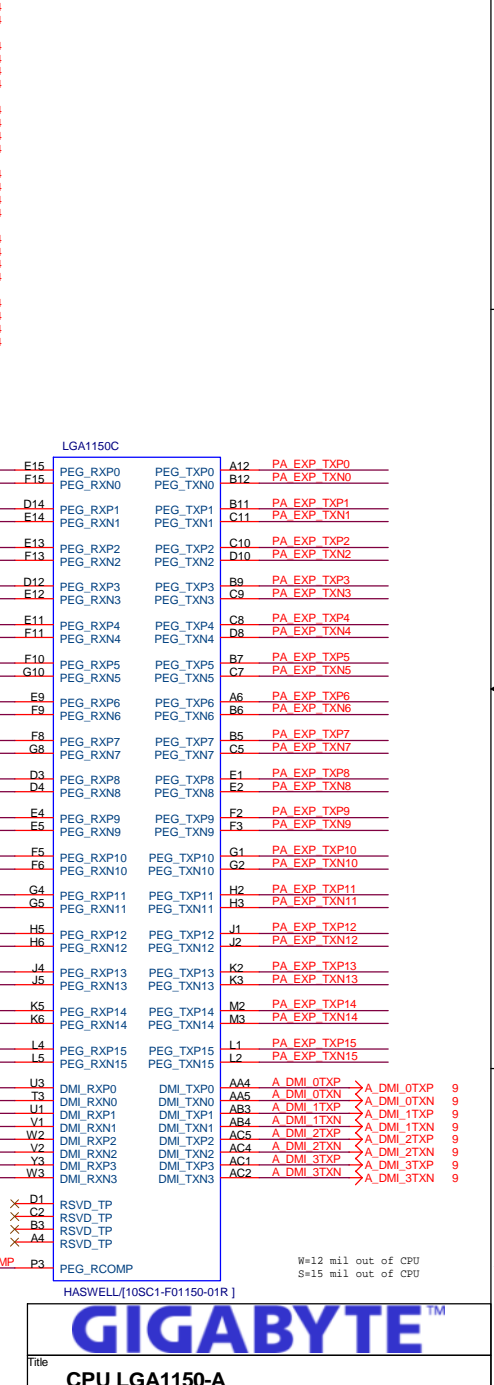 LGA1150C
E15 PEG_RXP0 PEG_TXP0 A12 PA_EXP_TXP0
F15 PEG_RXN0 PEG_TXN0 B12 PA_EXP_TXN0
D14 PEG_RXP1 PEG_TXP1 B11 PA_EXP_TXP1
E14 PEG_RXN1 PEG_TXN1 C11 PA_EXP_TXN1
E13 PEG_RXP2 PEG_TXP2 C10 PA_EXP_TXP2
F13 PEG_RXN2 PEG_TXN2 D10 PA_EXP_TXN2
D12 PEG_RXP3 PEG_TXP3 B9 PA_EXP_TXP3
E12 PEG_RXN3 PEG_TXN3 C9 PA_EXP_TXN3
E11 PEG_RXP4 PEG_TXP4 C8 PA_EXP_TXP4
F11 PEG_RXN4 PEG_TXN4 D8 PA_EXP_TXN4
F10 PEG_RXP5 PEG_TXP5 B7 PA_EXP_TXP5
G10 PEG_RXN5 PEG_TXN5 C7 PA_EXP_TXN5
E9 PEG_RXP6 PEG_TXP6 A6 PA_EXP_TXP6
F9 PEG_RXN6 PEG_TXN6 B6 PA_EXP_TXN6
F8 PEG_RXP7 PEG_TXP7 B5 PA_EXP_TXP7
G8 PEG_RXN7 PEG_TXN7 C5 PA_EXP_TXN7
D3 PEG_RXP8 PEG_TXP8 E1 PA_EXP_TXP8
D4 PEG_RXN8 PEG_TXN8 E2 PA_EXP_TXN8
E4 PEG_RXP9 PEG_TXP9 F2 PA_EXP_TXP9
E5 PEG_RXN9 PEG_TXN9 F3 PA_EXP_TXN9
F5 PEG_RXP10 PEG_TXP10 G1 PA_EXP_TXP10
F6 PEG_RXN10 PEG_TXN10 G2 PA_EXP_TXN10
G4 PEG_RXP11 PEG_TXP11 H2 PA_EXP_TXP11
G5 PEG_RXN11 PEG_TXN11 H3 PA_EXP_TXN11
H5 PEG_RXP12 PEG_TXP12 J1 PA_EXP_TXP12
H6 PEG_RXN12 PEG_TXN12 J2 PA_EXP_TXN12
J4 PEG_RXP13 PEG_TXP13 K2 PA_EXP_TXP13
J5 PEG_RXN13 PEG_TXN13 K3 PA_EXP_TXN13
K5 PEG_RXP14 PEG_TXP14 M2 PA_EXP_TXP14
K6 PEG_RXN14 PEG_TXN14 M3 PA_EXP_TXN14
L4 PEG_RXP15 PEG_TXP15 L1 PA_EXP_TXP15
L5 PEG_RXN15 PEG_TXN15 L2 PA_EXP_TXN15
U3 DMI_RXP0 DMI_TXP0 AA4 A_DMI_0TXP A_DMI_0TXP 9
T3 DMI_RXN0 DMI_TXN0 AA5 A_DMI_0TXN A_DMI_0TXN 9
U1 DMI_RXP1 DMI_TXP1 AB3 A_DMI_1TXP A_DMI_1TXP 9
V1 DMI_RXN1 DMI_TXN1 AB4 A_DMI_1TXN A_DMI_1TXN 9
W2 DMI_RXP2 DMI_TXP2 AC5 A_DMI_2TXP A_DMI_2TXP 9
V2 DMI_RXN2 DMI_TXN2 AC4 A_DMI_2TXN A_DMI_2TXN 9
Y3 DMI_RXP3 DMI_TXP3 AC1 A_DMI_3TXP A_DMI_3TXP 9
W3 DMI_RXN3 DMI_TXN3 AC2 A_DMI_3TXN A_DMI_3TXN 9
D1 RSVD_TP
C2 RSVD_TP
B3 RSVD_TP
A4 RSVD_TP
P3 PEG_RCOMP
W=12 mil out of CPU
S=15 mil out of CPU
HASWELL/[10SC1-F01150-01R ]
GIGABYTE™
Title
CPU LGA1150-A